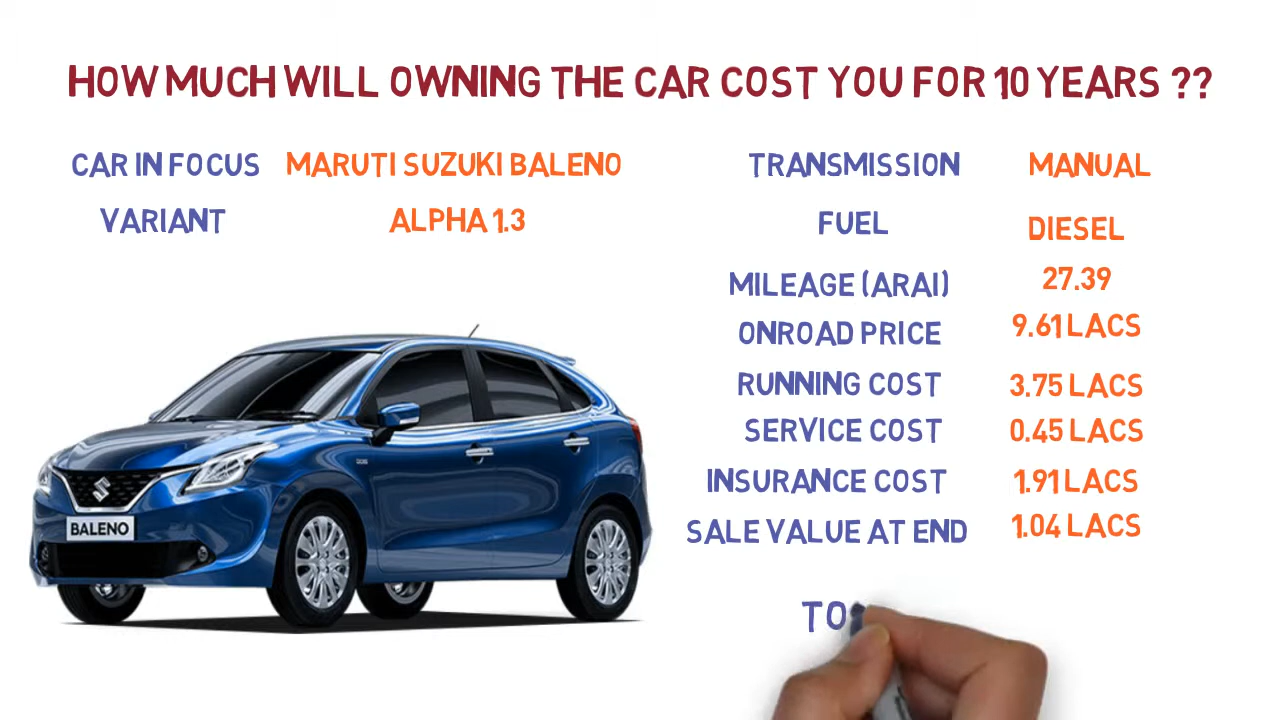 HOW MUCH WILL OWNING THE CAR COST YOU FOR 10 YEARS ??
CAR IN FOCUS MARUTI SUZUKI BALENO
VARIANT ALPHA 1.3
TRANSMISSION MANUAL
FUEL DIESEL
MILEAGE (ARAI) 27.39
ONROAD PRICE 9.61 LACS
RUNNING COST 3.75 LACS
SERVICE COST 0.45 LACS
INSURANCE COST 1.91 LACS
SALE VALUE AT END 1.04 LACS
BALENO
TO